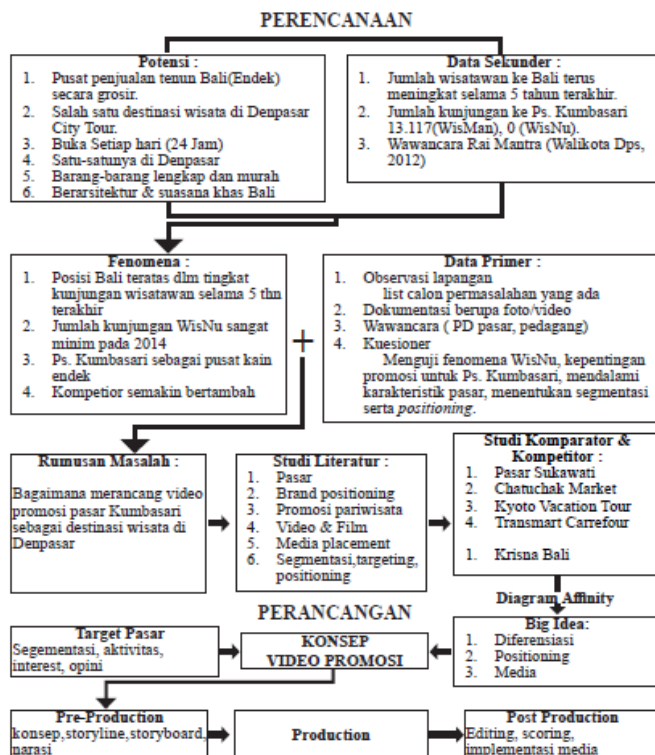 PERENCANAAN
Potensi :
1. Pusat penjualan tenun Bali(Endek)
secara grosir.
2. Salah satu destinasi wisata di Denpasar
City Tour.
3. Buka Setiap hari (24 Jam)
4. Satu-satunya di Denpasar
5. Barang-barang lengkap dan murah
6. Berarsitektur & suasana khas Bali
Data Sekunder :
1. Jumlah wisatawan ke Bali terus
meningkat selama 5 tahun terakhir.
2. Jumlah kunjungan ke Ps. Kumbasari
13.117(WisMan), 0 (WisNu).
3. Wawancara Rai Mantra (Walikota Dps,
2012)
Fenomena :
1. Posisi Bali teratas dlm tingkat
kunjungan wisatawan selama 5 thn
terakhir
2. Jumlah kunjungan WisNu sangat
minim pada 2014
3. Ps. Kumbasari sebagai pusat kain
endek
4. Kompetior semakin bertambah
+
Data Primer :
1. Observasi lapangan
list calon permasalahan yang ada
2. Dokumentasi berupa foto/video
3. Wawancara ( PD pasar, pedagang)
4. Kuesioner
Menguji fenomena WisNu, kepentingan
promosi untuk Ps. Kumbasari, mendalami
karakteristik pasar, menentukan segmentasi
serta positioning.
Rumusan Masalah :
Bagaimana merancang video
promosi pasar Kumbasari
sebagai destinasi wisata di
Denpasar
Studi Literatur :
1. Pasar
2. Brand positioning
3. Promosi pariwisata
4. Video & Film
5. Media placement
6. Segmentasi,targeting,
positioning
Studi Komparator &
Kompetitor :
1. Pasar Sukawati
2. Chatuchak Market
3. Kyoto Vacation Tour
4. Transmart Carrefour
1. Krisna Bali
Diagram Affinity
PERANCANGAN
Target Pasar
Segementasi, aktivitas,
interest, opini
KONSEP
VIDEO PROMOSI
Big Idea:
1. Diferensiasi
2. Positioning
3. Media
Pre-Production
konsep,storyline,storyboard,
narasi
Production
Post Production
Editing, scoring,
implementasi media